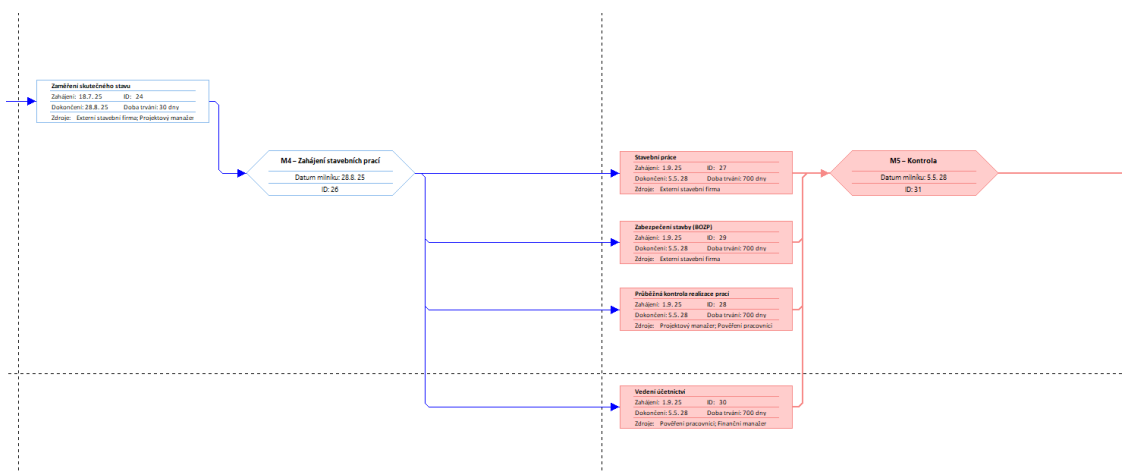 Zaměření skutečného stavu
Zahájení: 18.7. 25 ID: 24
Dokončení: 28.8. 25 Doba trvání: 30 dny
Zdroje: Externí stavební firma; Projektový manažer
M4 – Zahájení stavebních prací
Datum milníku: 28.8. 25
ID: 26
Stavební práce
Zahájení: 1.9. 25 ID: 27
Dokončení: 5.5. 28 Doba trvání: 700 dny
Zdroje: Externí stavební firma
M5 – Kontrola
Datum milníku: 5.5. 28
ID: 31
Zabezpečení stavby (BOZP)
Zahájení: 1.9. 25 ID: 29
Dokončení: 5.5. 28 Doba trvání: 700 dny
Zdroje: Externí stavební firma
Průběžná kontrola realizace prací
Zahájení: 1.9. 25 ID: 28
Dokončení: 5.5. 28 Doba trvání: 700 dny
Zdroje: Projektový manažer; Pověření pracovníci
Vedení účetnictví
Zahájení: 1.9. 25 ID: 30
Dokončení: 5.5. 28 Doba trvání: 700 dny
Zdroje: Pověření pracovníci; Finanční manažer